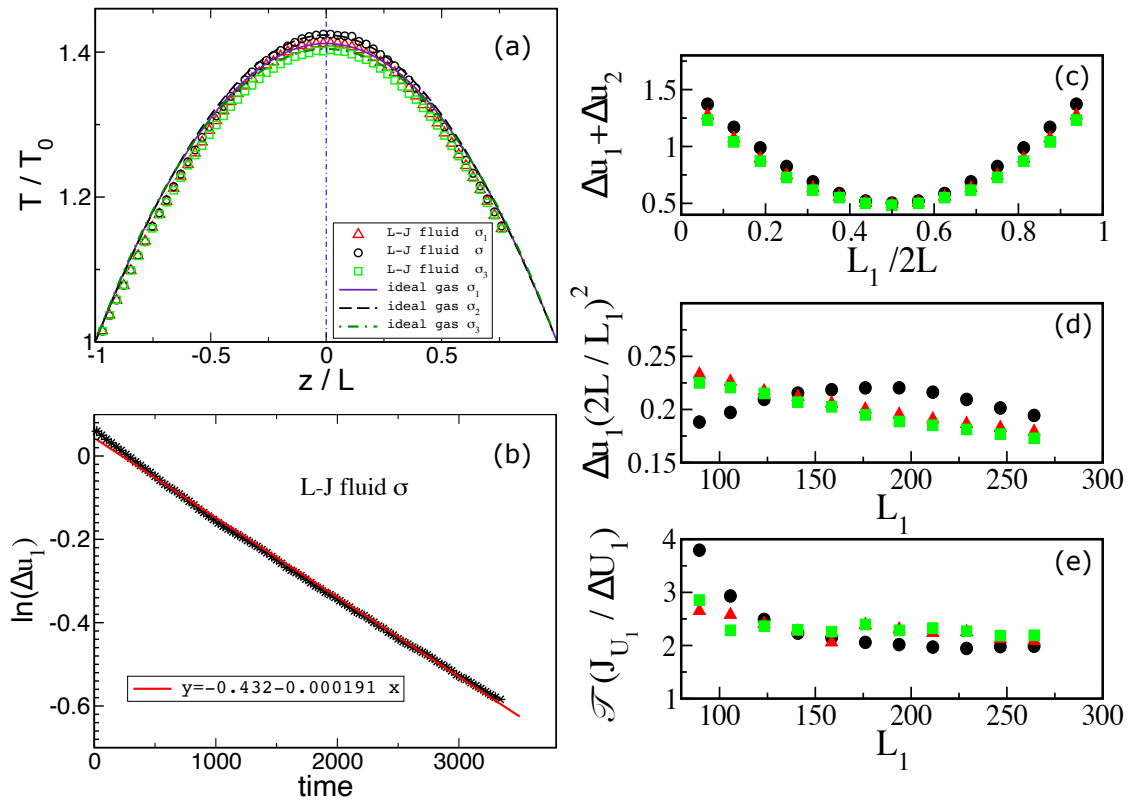 (a)
T / T₀
1.4
1.2
1
-1
-0.5
0
0.5
z / L
L-J fluid σ₁
L-J fluid σ
L-J fluid σ₃
ideal gas σ₁
ideal gas σ₂
ideal gas σ₃
(b)
ln(Δu₁)
0
-0.2
-0.4
-0.6
L-J fluid σ
y=-0.432-0.000191 x
0
1000
2000
3000
time
(c)
Δu₁+Δu₂
1.5
1
0.5
0
0.2
0.4
0.6
0.8
1
L₁/2L
(d)
Δu₁(2L / L₁)²
0.25
0.2
0.15
100
150
200
250
300
L₁
(e)
𝒯(J_U₁ / ΔU₁)
4
3
2
1
100
150
200
250
300
L₁